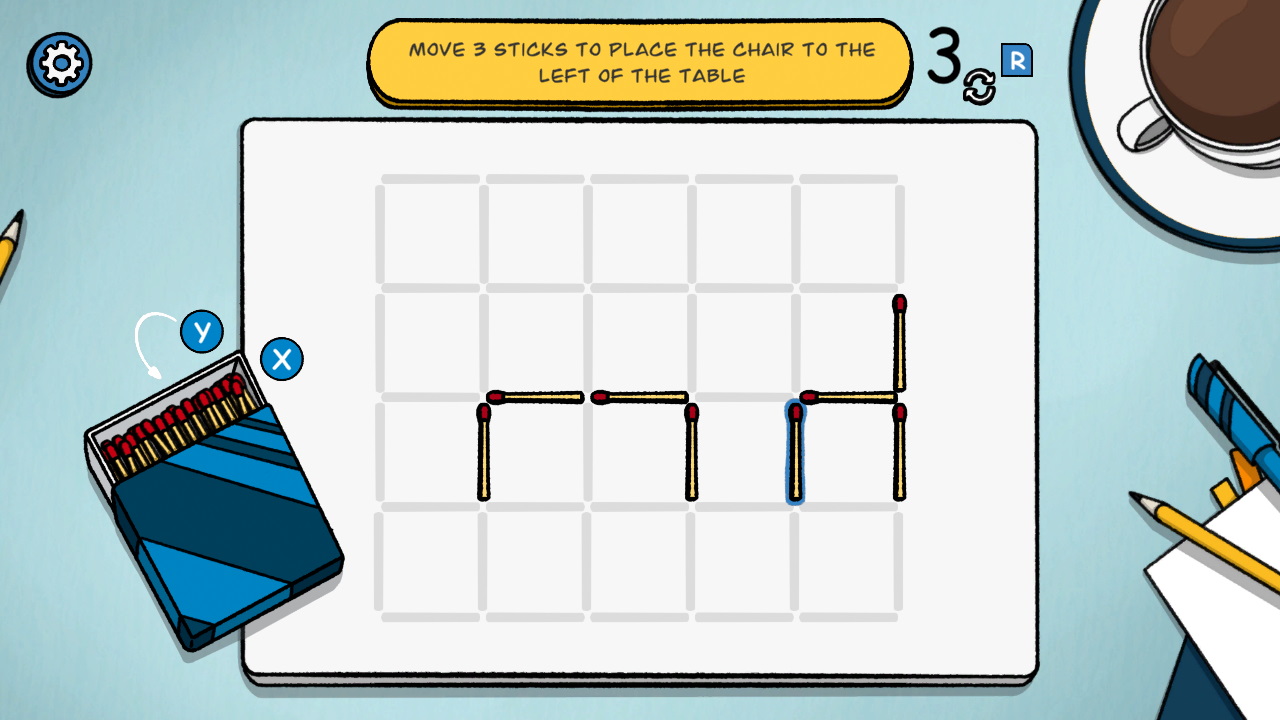 MOVE 3 STICKS TO PLACE THE CHAIR TO THE
LEFT OF THE TABLE
3
R
Y
X